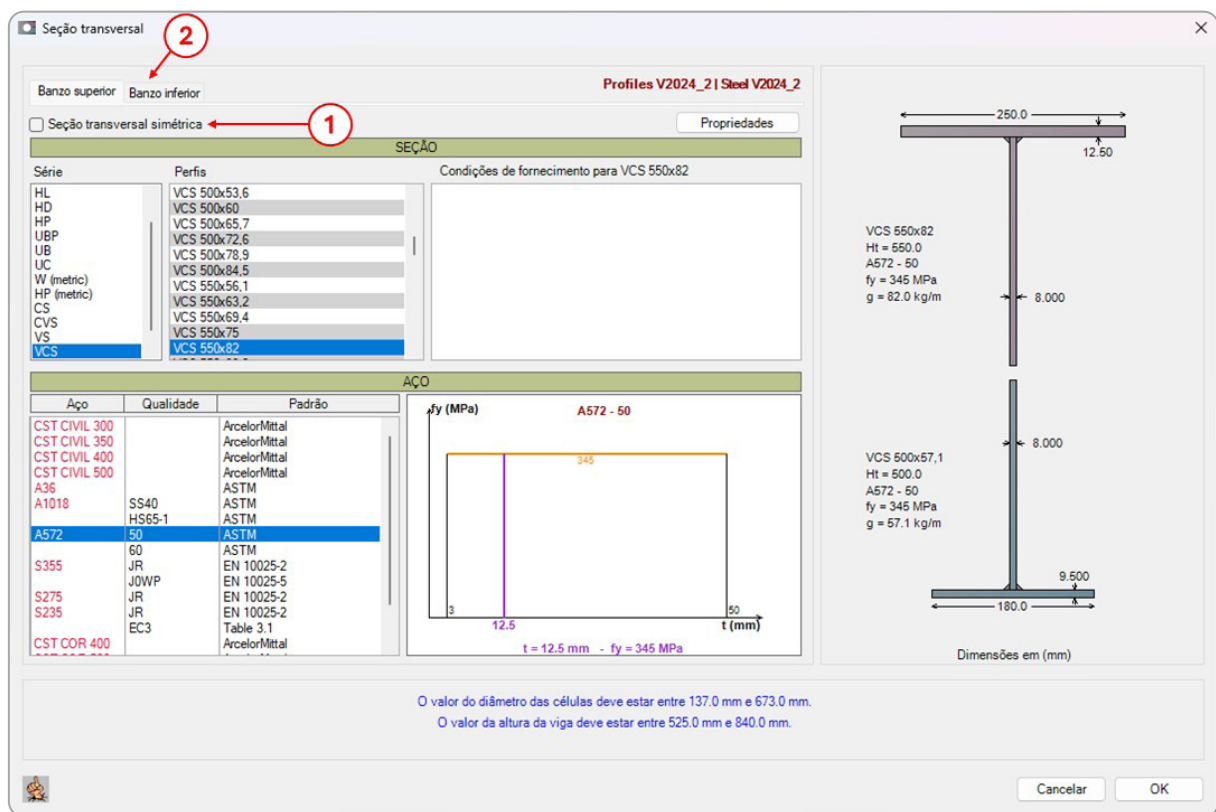 Seção transversal
2
Banzo superior Banzo inferior
Profiles V2024_2 | Steel V2024_2
Seção transversal simétrica
1
Propriedades
SEÇÃO
Série
Perfis
Condições de fornecimento para VCS 550x82
HL
HD
HP
UBP
UB
UC
W (metric)
HP (metric)
CS
CVS
VS
VCS
VCS 500x53,6
VCS 500x60
VCS 500x65,7
VCS 500x72,6
VCS 500x78,9
VCS 500x84,5
VCS 550x56,1
VCS 550x63,2
VCS 550x69,4
VCS 550x75
VCS 550x82
AÇO
Aço Qualidade Padrão
CST CIVIL 300 ArcelorMittal
CST CIVIL 350 ArcelorMittal
CST CIVIL 400 ArcelorMittal
CST CIVIL 500 ArcelorMittal
A36 ASTM
A1018 SS40 ASTM
HS65-1 ASTM
A572 50 ASTM
60 ASTM
S355 JR EN 10025-2
J0WP EN 10025-5
S275 JR EN 10025-2
S235 JR EN 10025-2
EC3 Table 3.1
CST COR 400 ArcelorMittal
fy (MPa)
A572 - 50
345
3
50
12.5
t (mm)
t = 12.5 mm - fy = 345 MPa
250.0
12.50
VCS 550x82
Ht = 550.0
A572 - 50
fy = 345 MPa
g = 82.0 kg/m
8.000
8.000
VCS 500x57,1
Ht = 500.0
A572 - 50
fy = 345 MPa
g = 57.1 kg/m
9.500
180.0
Dimensões em (mm)
O valor do diâmetro das células deve estar entre 137.0 mm e 673.0 mm.
O valor da altura da viga deve estar entre 525.0 mm e 840.0 mm.
Cancelar
OK